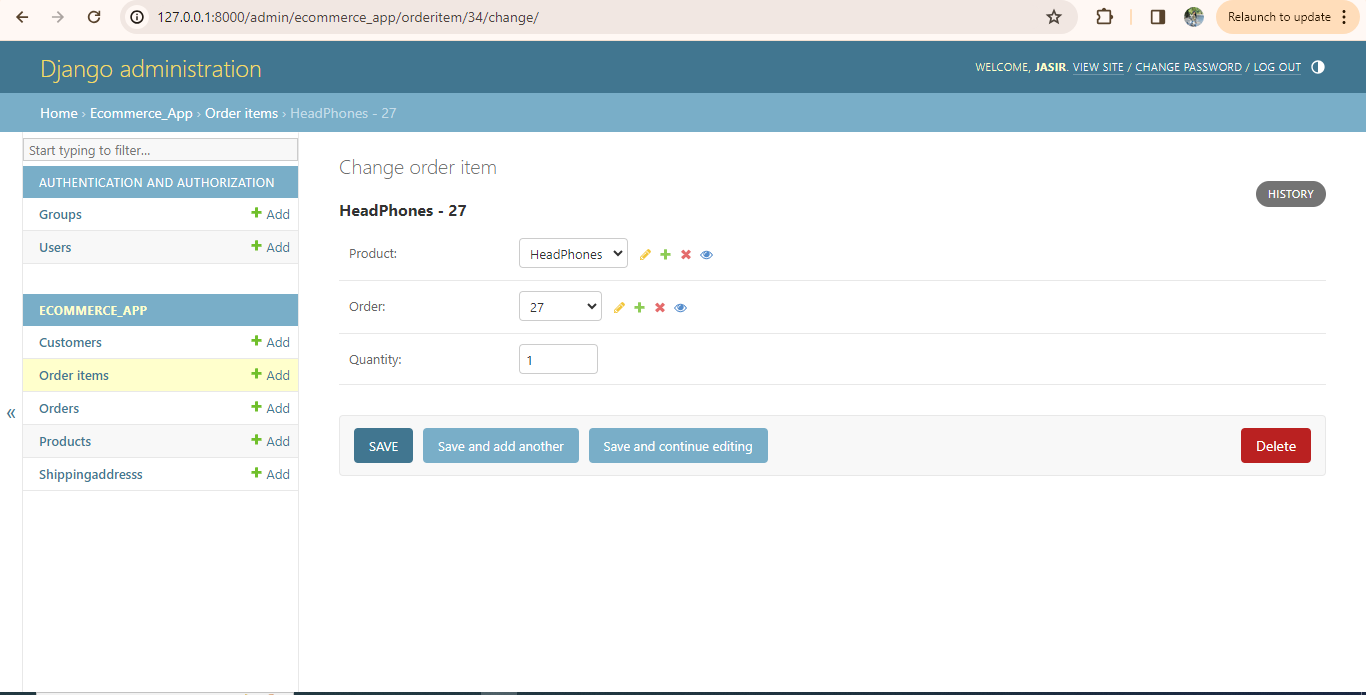 127.0.0.1:8000/admin/ecommerce_app/orderitem/34/change/
Relaunch to update
Django administration
WELCOME, JASIR. VIEW SITE / CHANGE PASSWORD / LOG OUT
Home › Ecommerce_App › Order items › HeadPhones - 27
Start typing to filter...
AUTHENTICATION AND AUTHORIZATION
Groups + Add
Users + Add
ECOMMERCE_APP
Customers + Add
Order items + Add
Orders + Add
Products + Add
Shippingaddresss + Add
«
Change order item
HISTORY
HeadPhones - 27
Product: HeadPhones
Order: 27
Quantity: 1
SAVE Save and add another Save and continue editing Delete